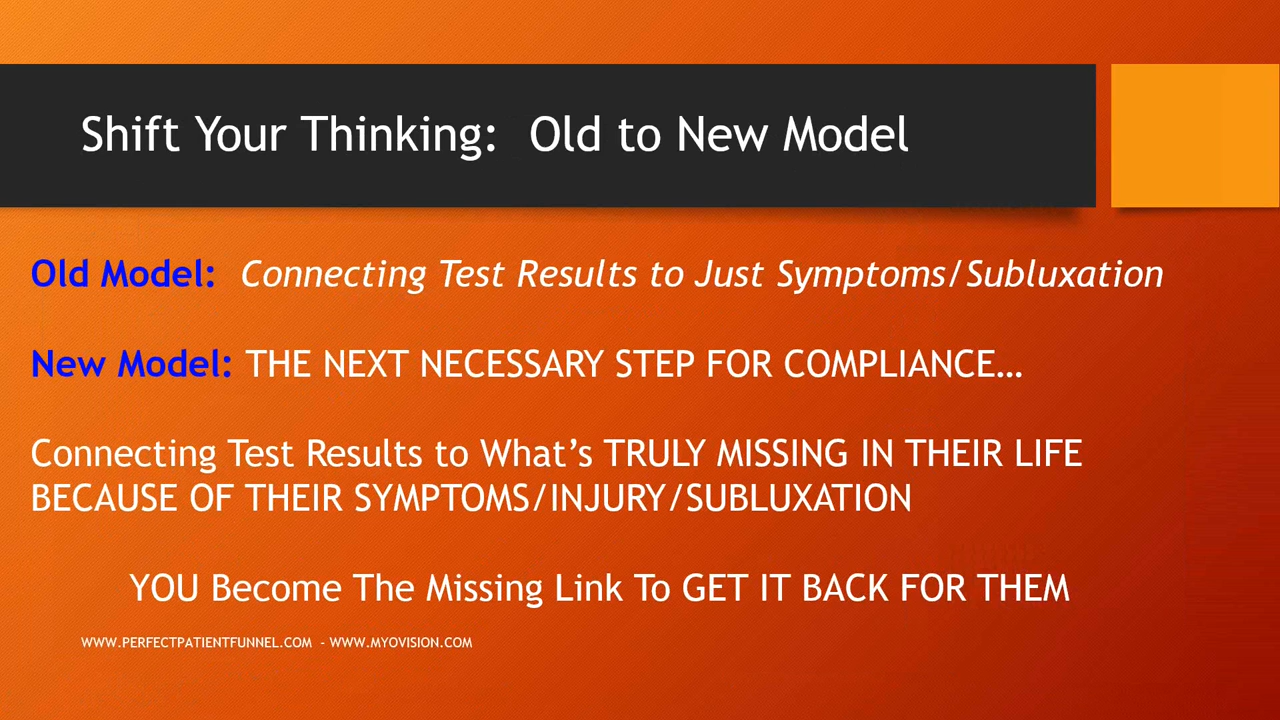 Shift Your Thinking:  Old to New Model
Old Model:  Connecting Test Results to Just Symptoms/Subluxation
New Model: THE NEXT NECESSARY STEP FOR COMPLIANCE…
Connecting Test Results to What’s TRULY MISSING IN THEIR LIFE
BECAUSE OF THEIR SYMPTOMS/INJURY/SUBLUXATION
YOU Become The Missing Link To GET IT BACK FOR THEM
WWW.PERFECTPATIENTFUNNEL.COM  - WWW.MYOVISION.COM